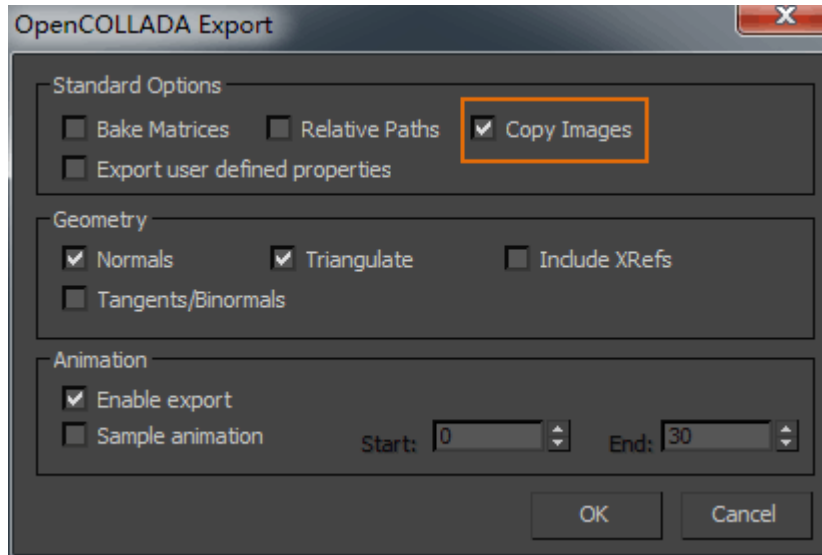 OpenCOLLADA Export
Standard Options
Bake Matrices Relative Paths Copy Images
Export user defined properties
Geometry
Normals Triangulate Include XRefs
Tangents/Binormals
Animation
Enable export
Sample animation Start: 0 End: 30
OK Cancel